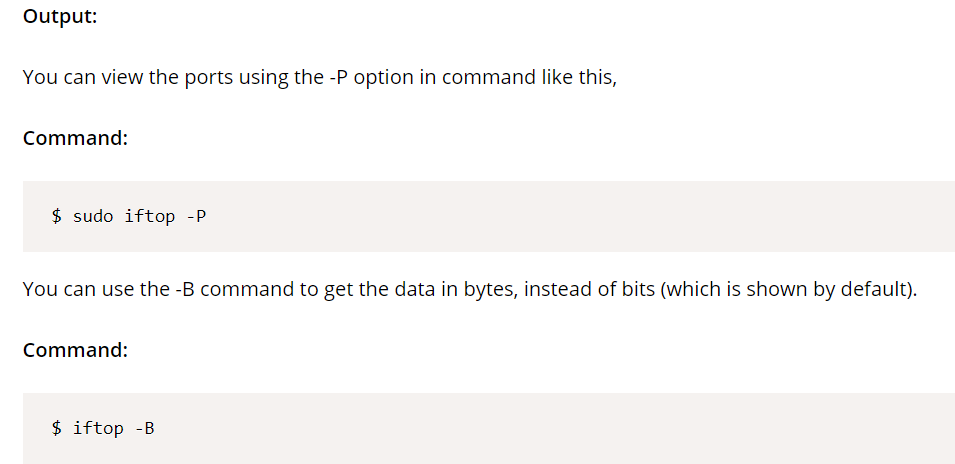 Output:
You can view the ports using the -P option in command like this,
Command:
$ sudo iftop -P
You can use the -B command to get the data in bytes, instead of bits (which is shown by default).
Command:
$ iftop -B